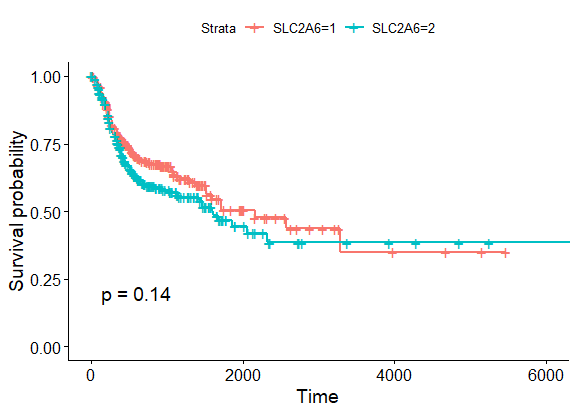 Strata SLC2A6=1 SLC2A6=2
1.00
0.75
0.50
0.25
0.00
Survival probability
p = 0.14
0 2000 4000 6000
Time